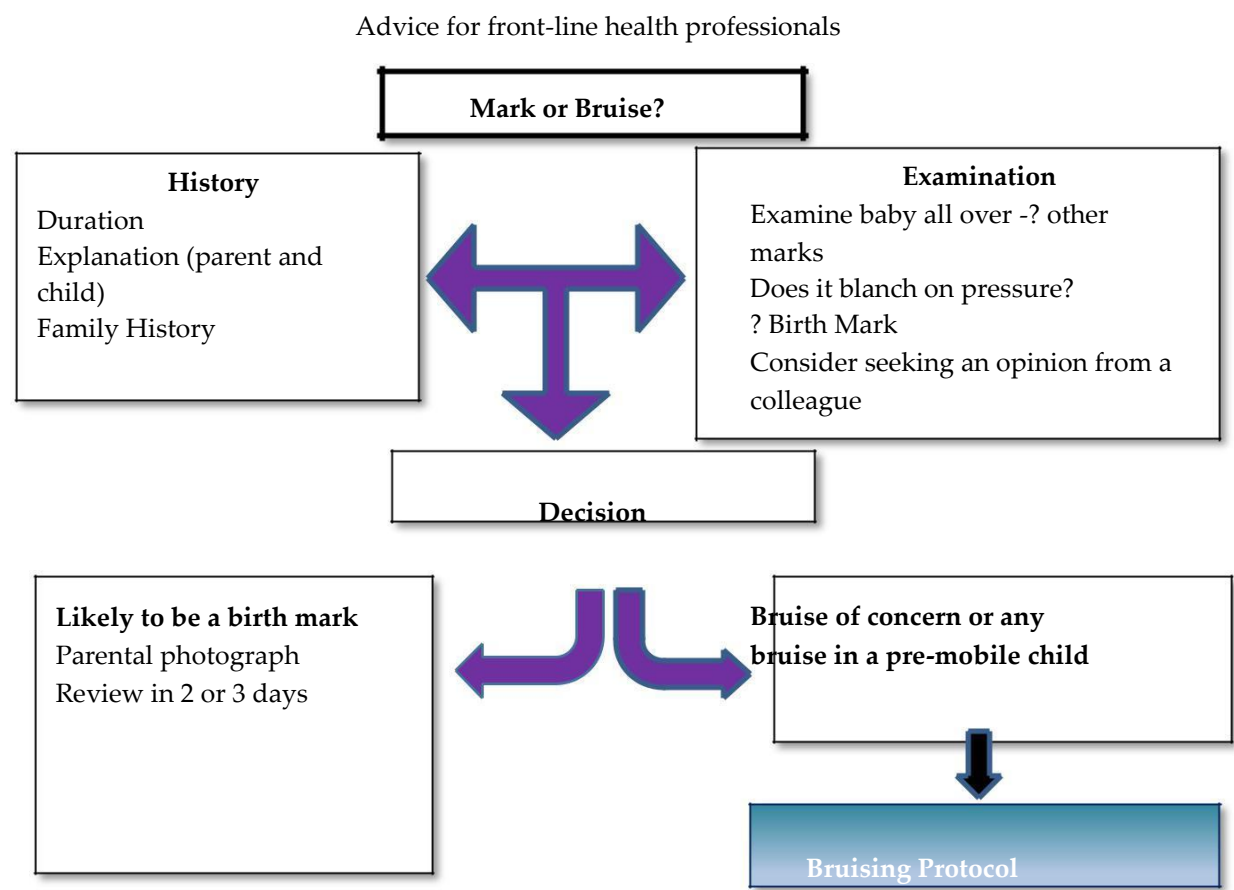 Advice for front-line health professionals
Mark or Bruise?
History
Duration
Explanation (parent and
child)
Family History
Examination
Examine baby all over -? other
marks
Does it blanch on pressure?
? Birth Mark
Consider seeking an opinion from a
colleague
Decision
Likely to be a birth mark
Parental photograph
Review in 2 or 3 days
Bruise of concern or any
bruise in a pre-mobile child
Bruising Protocol